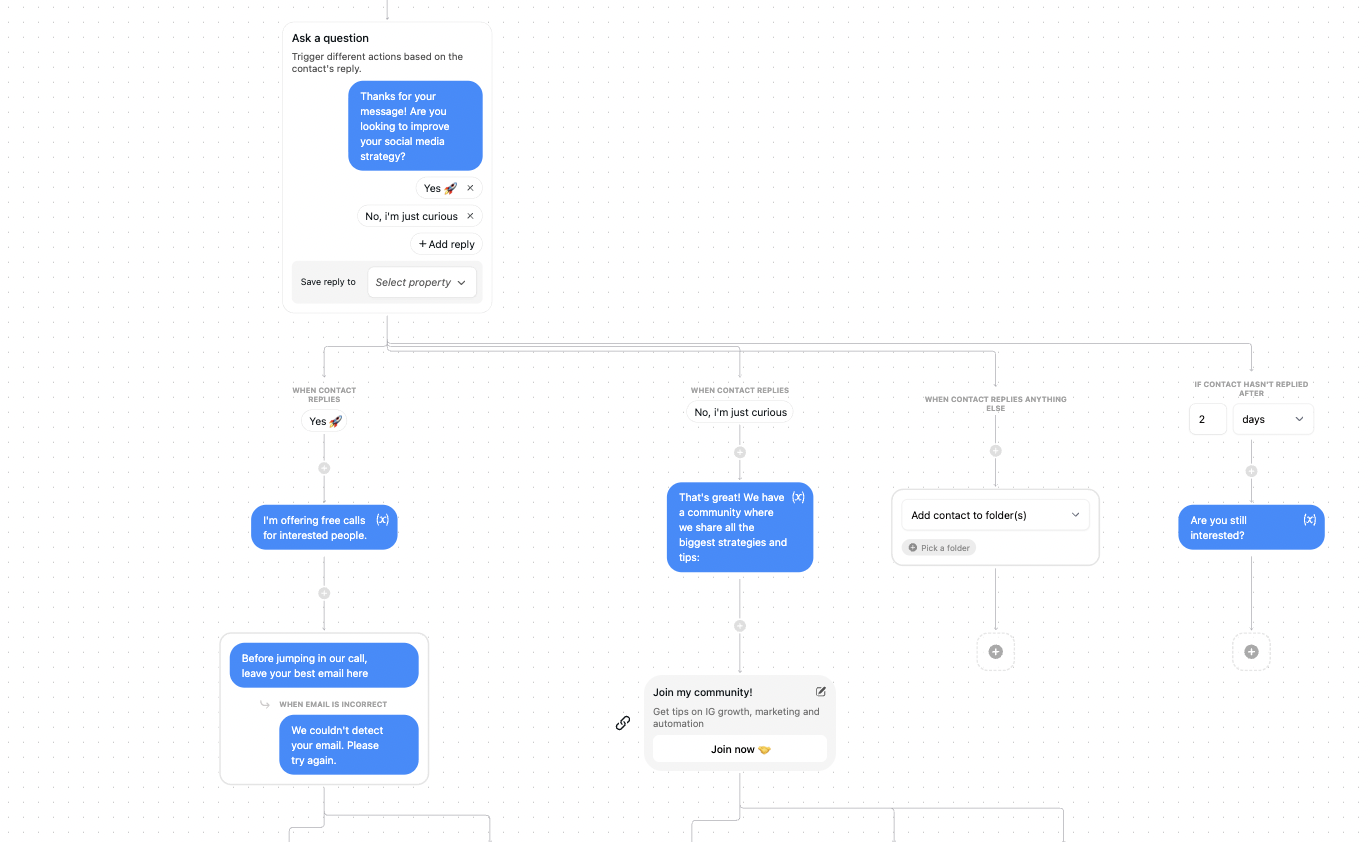 Ask a question
Trigger different actions based on the
contact's reply.
Thanks for your
message! Are you
looking to improve
your social media
strategy?
Yes 🚀 ×
No, i'm just curious ×
+ Add reply
Save reply to Select property
WHEN CONTACT
REPLIES
Yes 🚀
I'm offering free calls (x)
for interested people.
Before jumping in our call,
leave your best email here
WHEN EMAIL IS INCORRECT
We couldn't detect
your email. Please
try again.
WHEN CONTACT REPLIES
No, i'm just curious
That's great! We have (x)
a community where
we share all the
biggest strategies and
tips:
Join my community!
Get tips on IG growth, marketing and
automation
Join now 🤝
WHEN CONTACT REPLIES ANYTHING
ELSE
Add contact to folder(s)
Pick a folder
IF CONTACT HASN'T REPLIED
AFTER
2 days
Are you still (x)
interested?